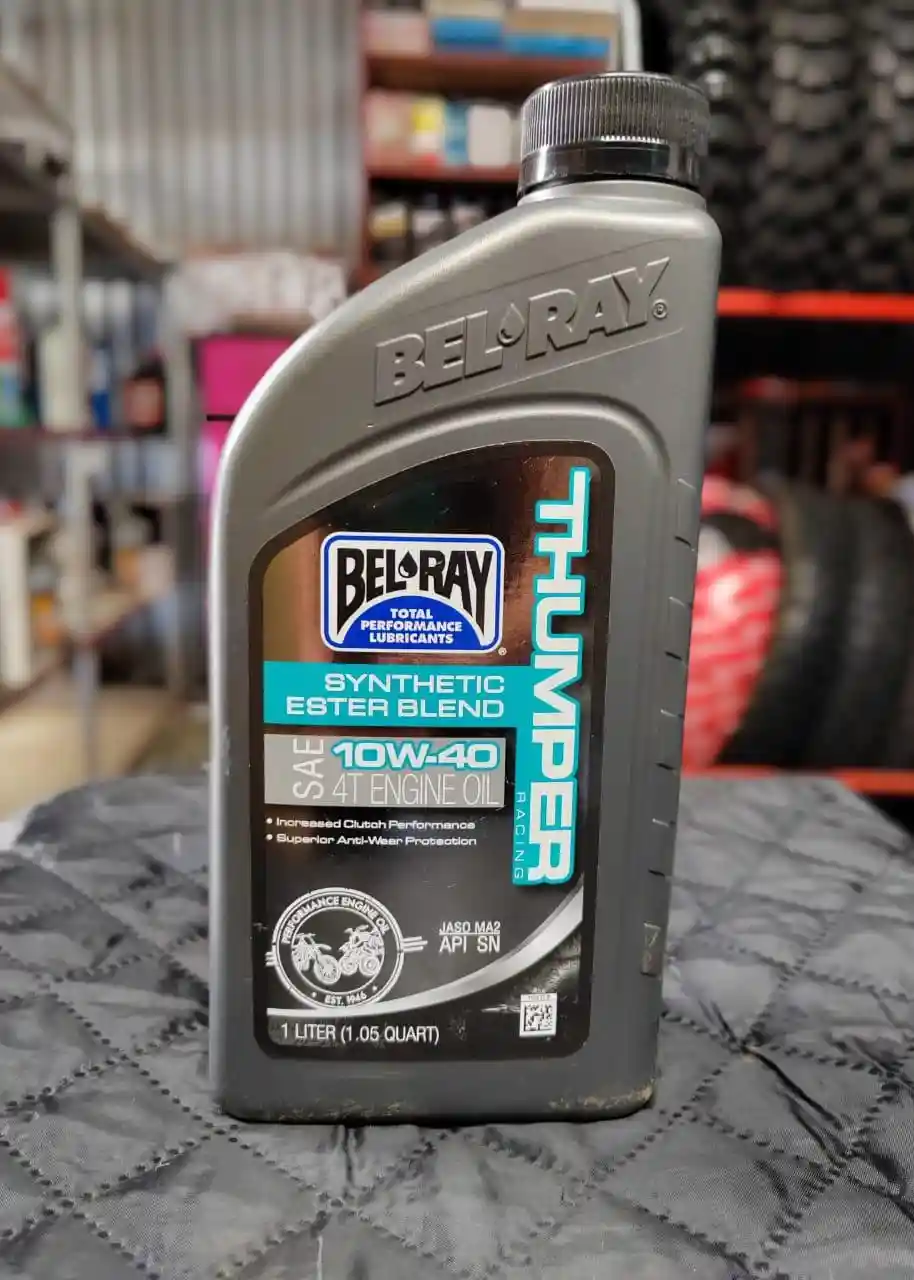 BEL RAY®
BEL RAY®
TOTAL
PERFORMANCE
LUBRICANTS
THUMPER
RACING
SYNTHETIC
ESTER BLEND
SAE 10W-40
4T ENGINE OIL
• Increased Clutch Performance
• Superior Anti-Wear Protection
PERFORMANCE ENGINE OIL
• EST. 1946 •
JASO MA2
API SN
1 LITER (1.05 QUART)